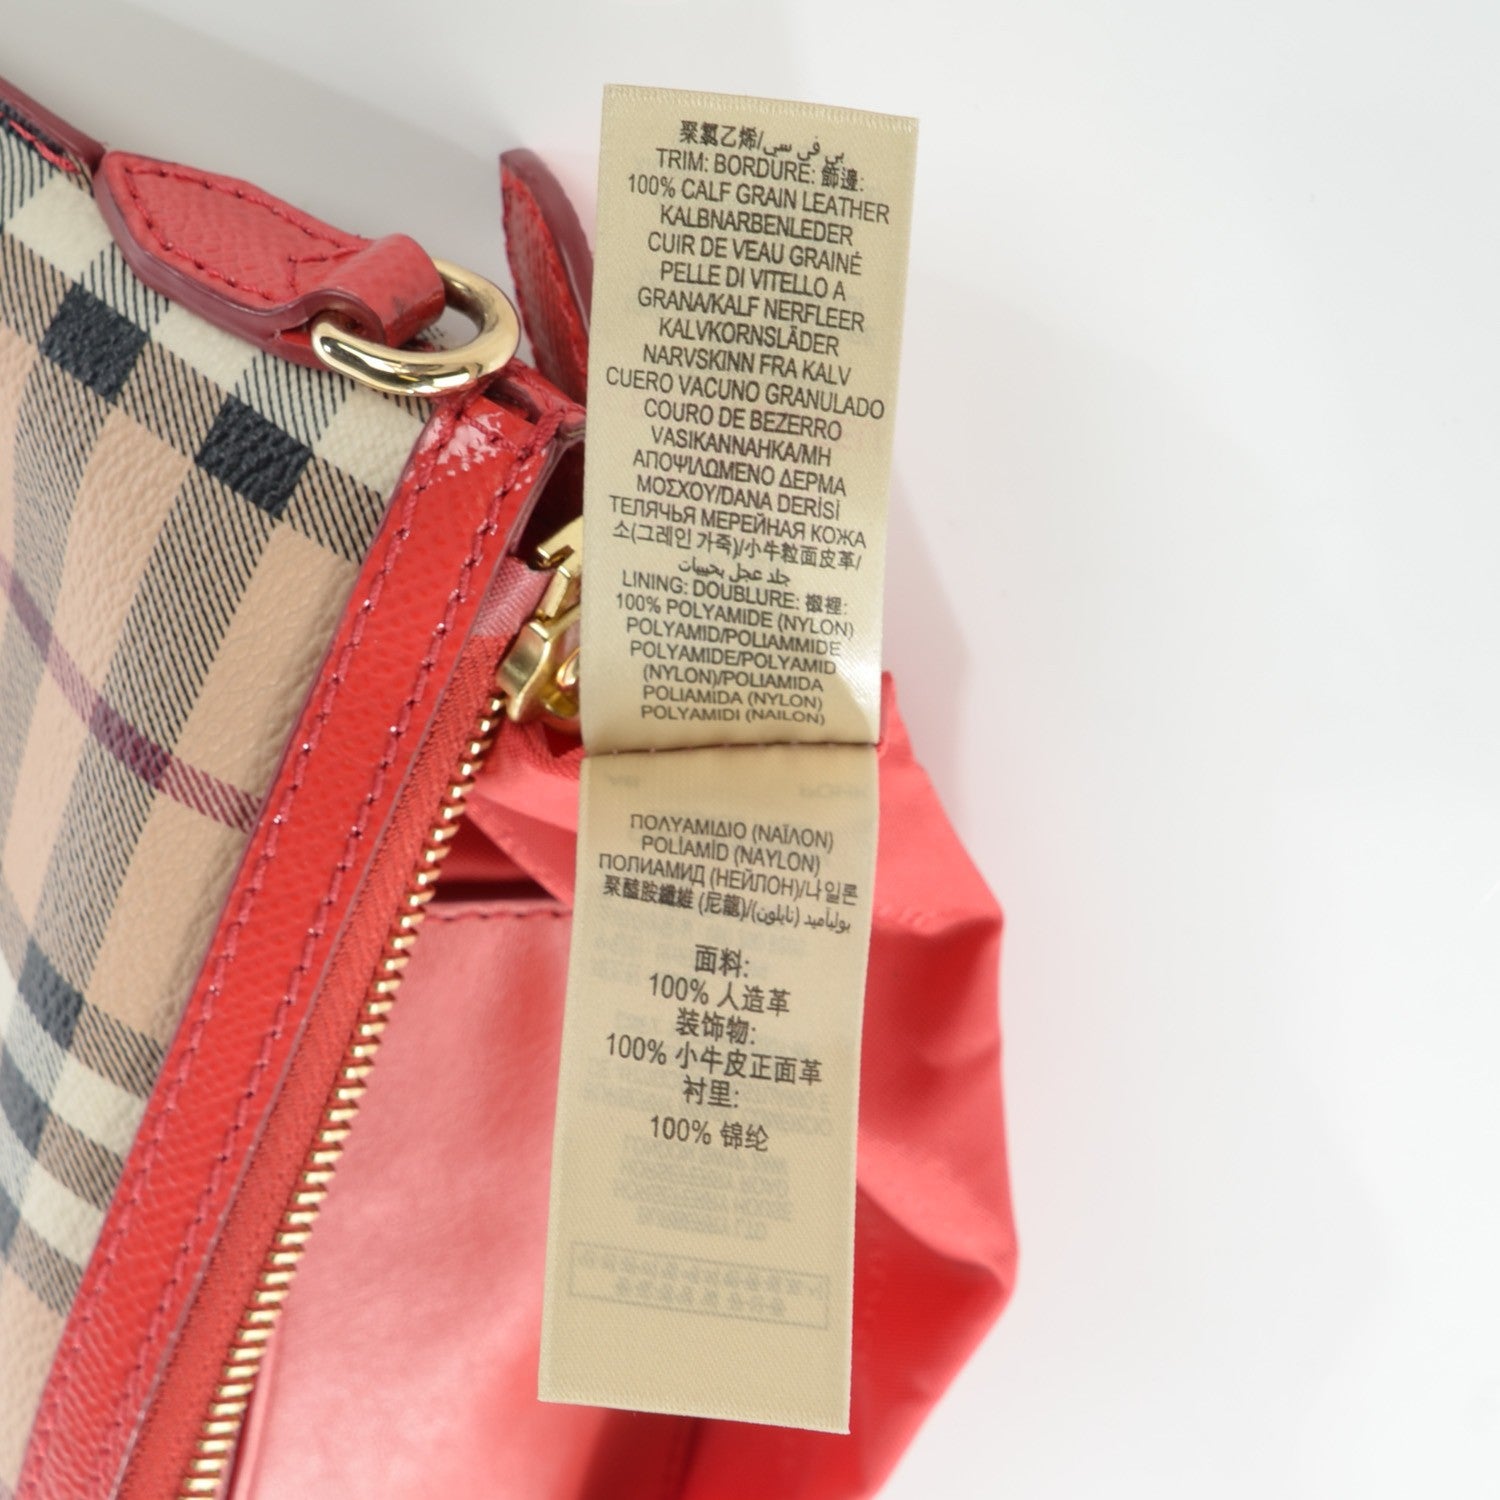 聚氯乙烯/بي في سي
TRIM: BORDURE: 飾邊:
100% CALF GRAIN LEATHER
KALBNARBENLEDER
CUIR DE VEAU GRAINÉ
PELLE DI VITELLO A
GRANA/KALF NERFLEER
KALVKORNSLÄDER
NARVSKINN FRA KALV
CUERO VACUNO GRANULADO
COURO DE BEZERRO
VASIKANNAHKA/ΜΗ
ΑΠΟΨΙΛΩΜΕΝΟ ΔΕΡΜΑ
ΜΟΣΧΟΥ/DANA DERİSİ
ТЕЛЯЧЬЯ МЕРЕЙНАЯ КОЖА
소(그레인 가죽)/小牛粒面皮革/
جلد عجل بحبيبات
LINING: DOUBLURE: 襯裡:
100% POLYAMIDE (NYLON)
POLYAMID/POLIAMMIDE
POLYAMIDE/POLYAMID
(NYLON)/POLIAMIDA
POLIAMIDA (NYLON)
POLYAMIDI (NAILON)
ΠΟΛΥΑΜΙΔΙΟ (ΝΑΪΛΟΝ)
POLİAMİD (NAYLON)
ПОЛИАМИД (НЕЙЛОН)/나일론
聚醯胺纖維 (尼龍)/بولياميد (نايلون)
面料:
100% 人造革
装饰物:
100% 小牛皮正面革
衬里:
100% 锦纶